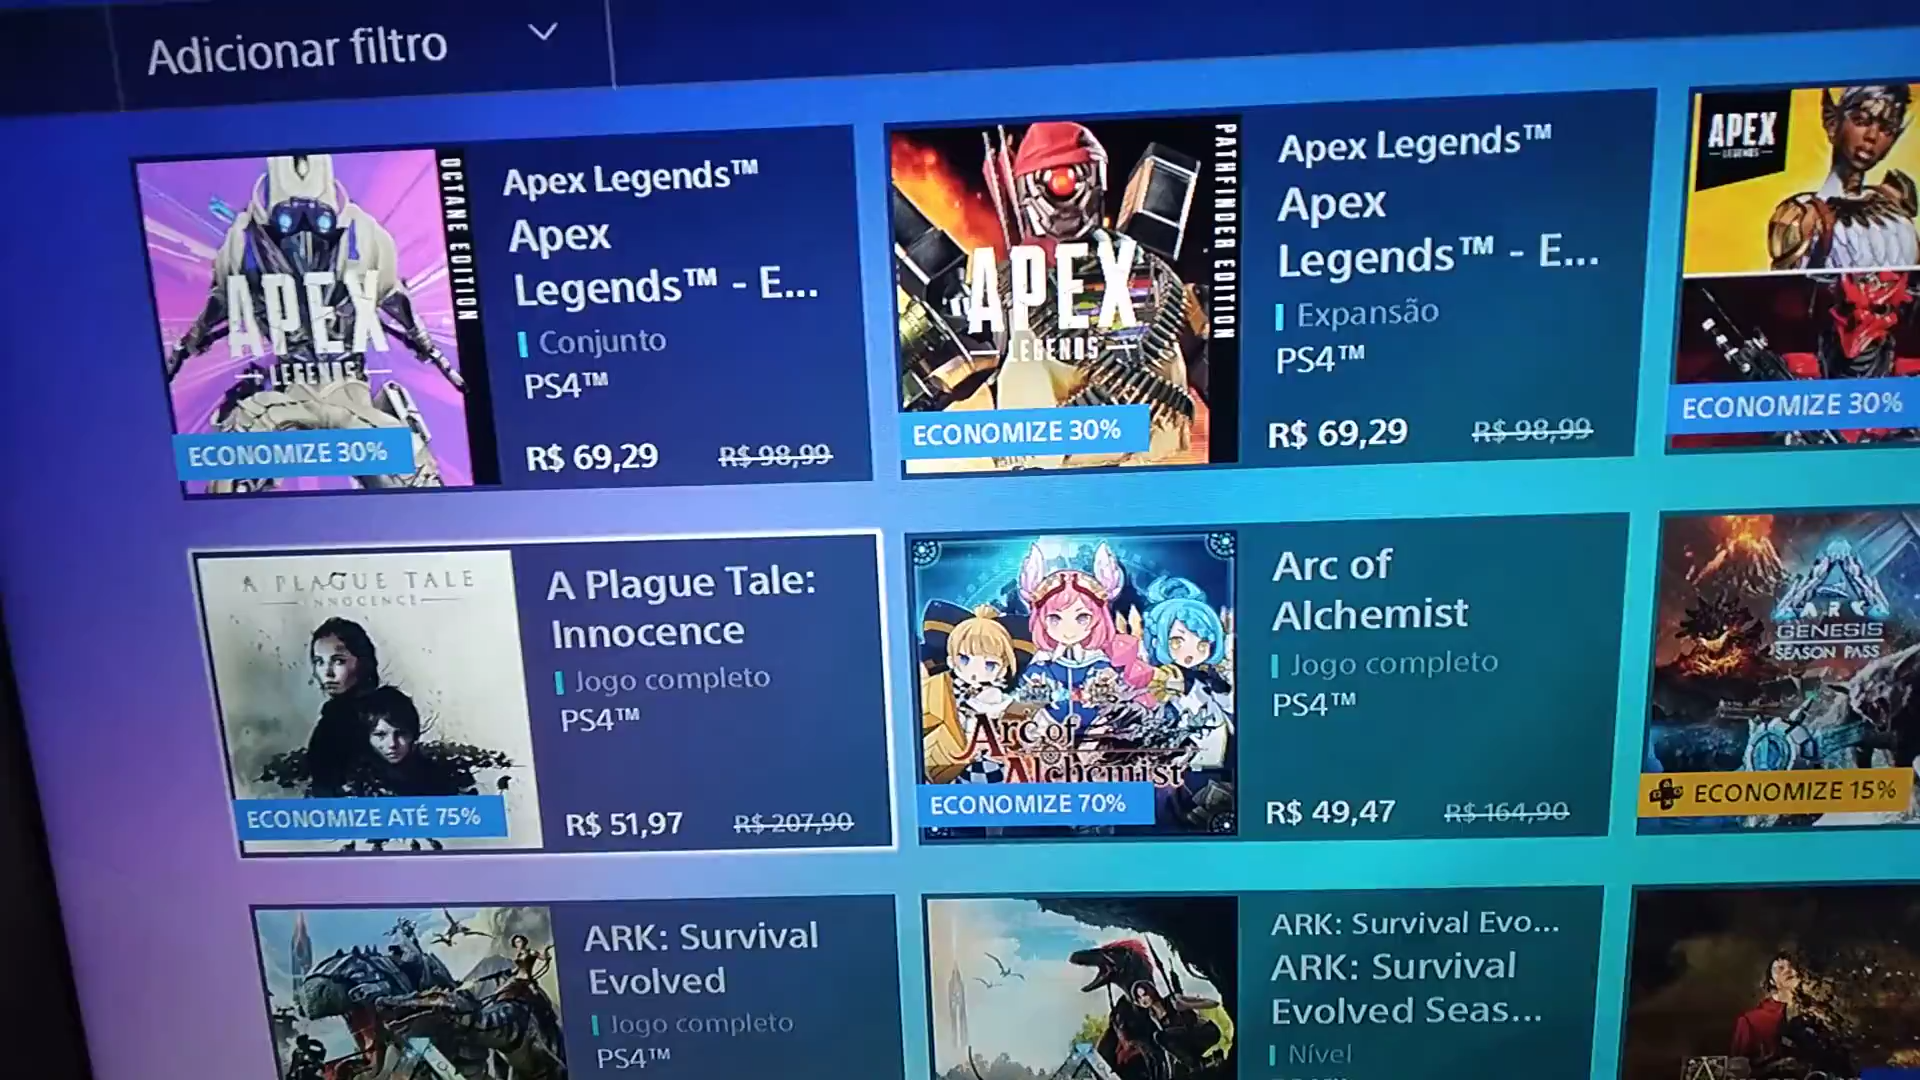 Adicionar filtro
OCTANE EDITION
APEX
LEGENDS
ECONOMIZE 30%
Apex Legends™
Apex
Legends™ - E...
Conjunto
PS4™
R$ 69,29 R$ 98,99
PATHFINDER EDITION
APEX
LEGENDS
ECONOMIZE 30%
Apex Legends™
Apex
Legends™ - E...
Expansão
PS4™
R$ 69,29 R$ 98,99
APEX
LEGENDS
ECONOMIZE 30%
A PLAGUE TALE
INNOCENCE
ECONOMIZE ATÉ 75%
A Plague Tale:
Innocence
Jogo completo
PS4™
R$ 51,97 R$ 207,90
Arc of
Alchemist
ECONOMIZE 70%
Arc of
Alchemist
Jogo completo
PS4™
R$ 49,47 R$ 164,90
ARK
GENESIS
SEASON PASS
ECONOMIZE 15%
ARK: Survival
Evolved
Jogo completo
PS4™
ARK: Survival Evo...
ARK: Survival
Evolved Seas...
Nível